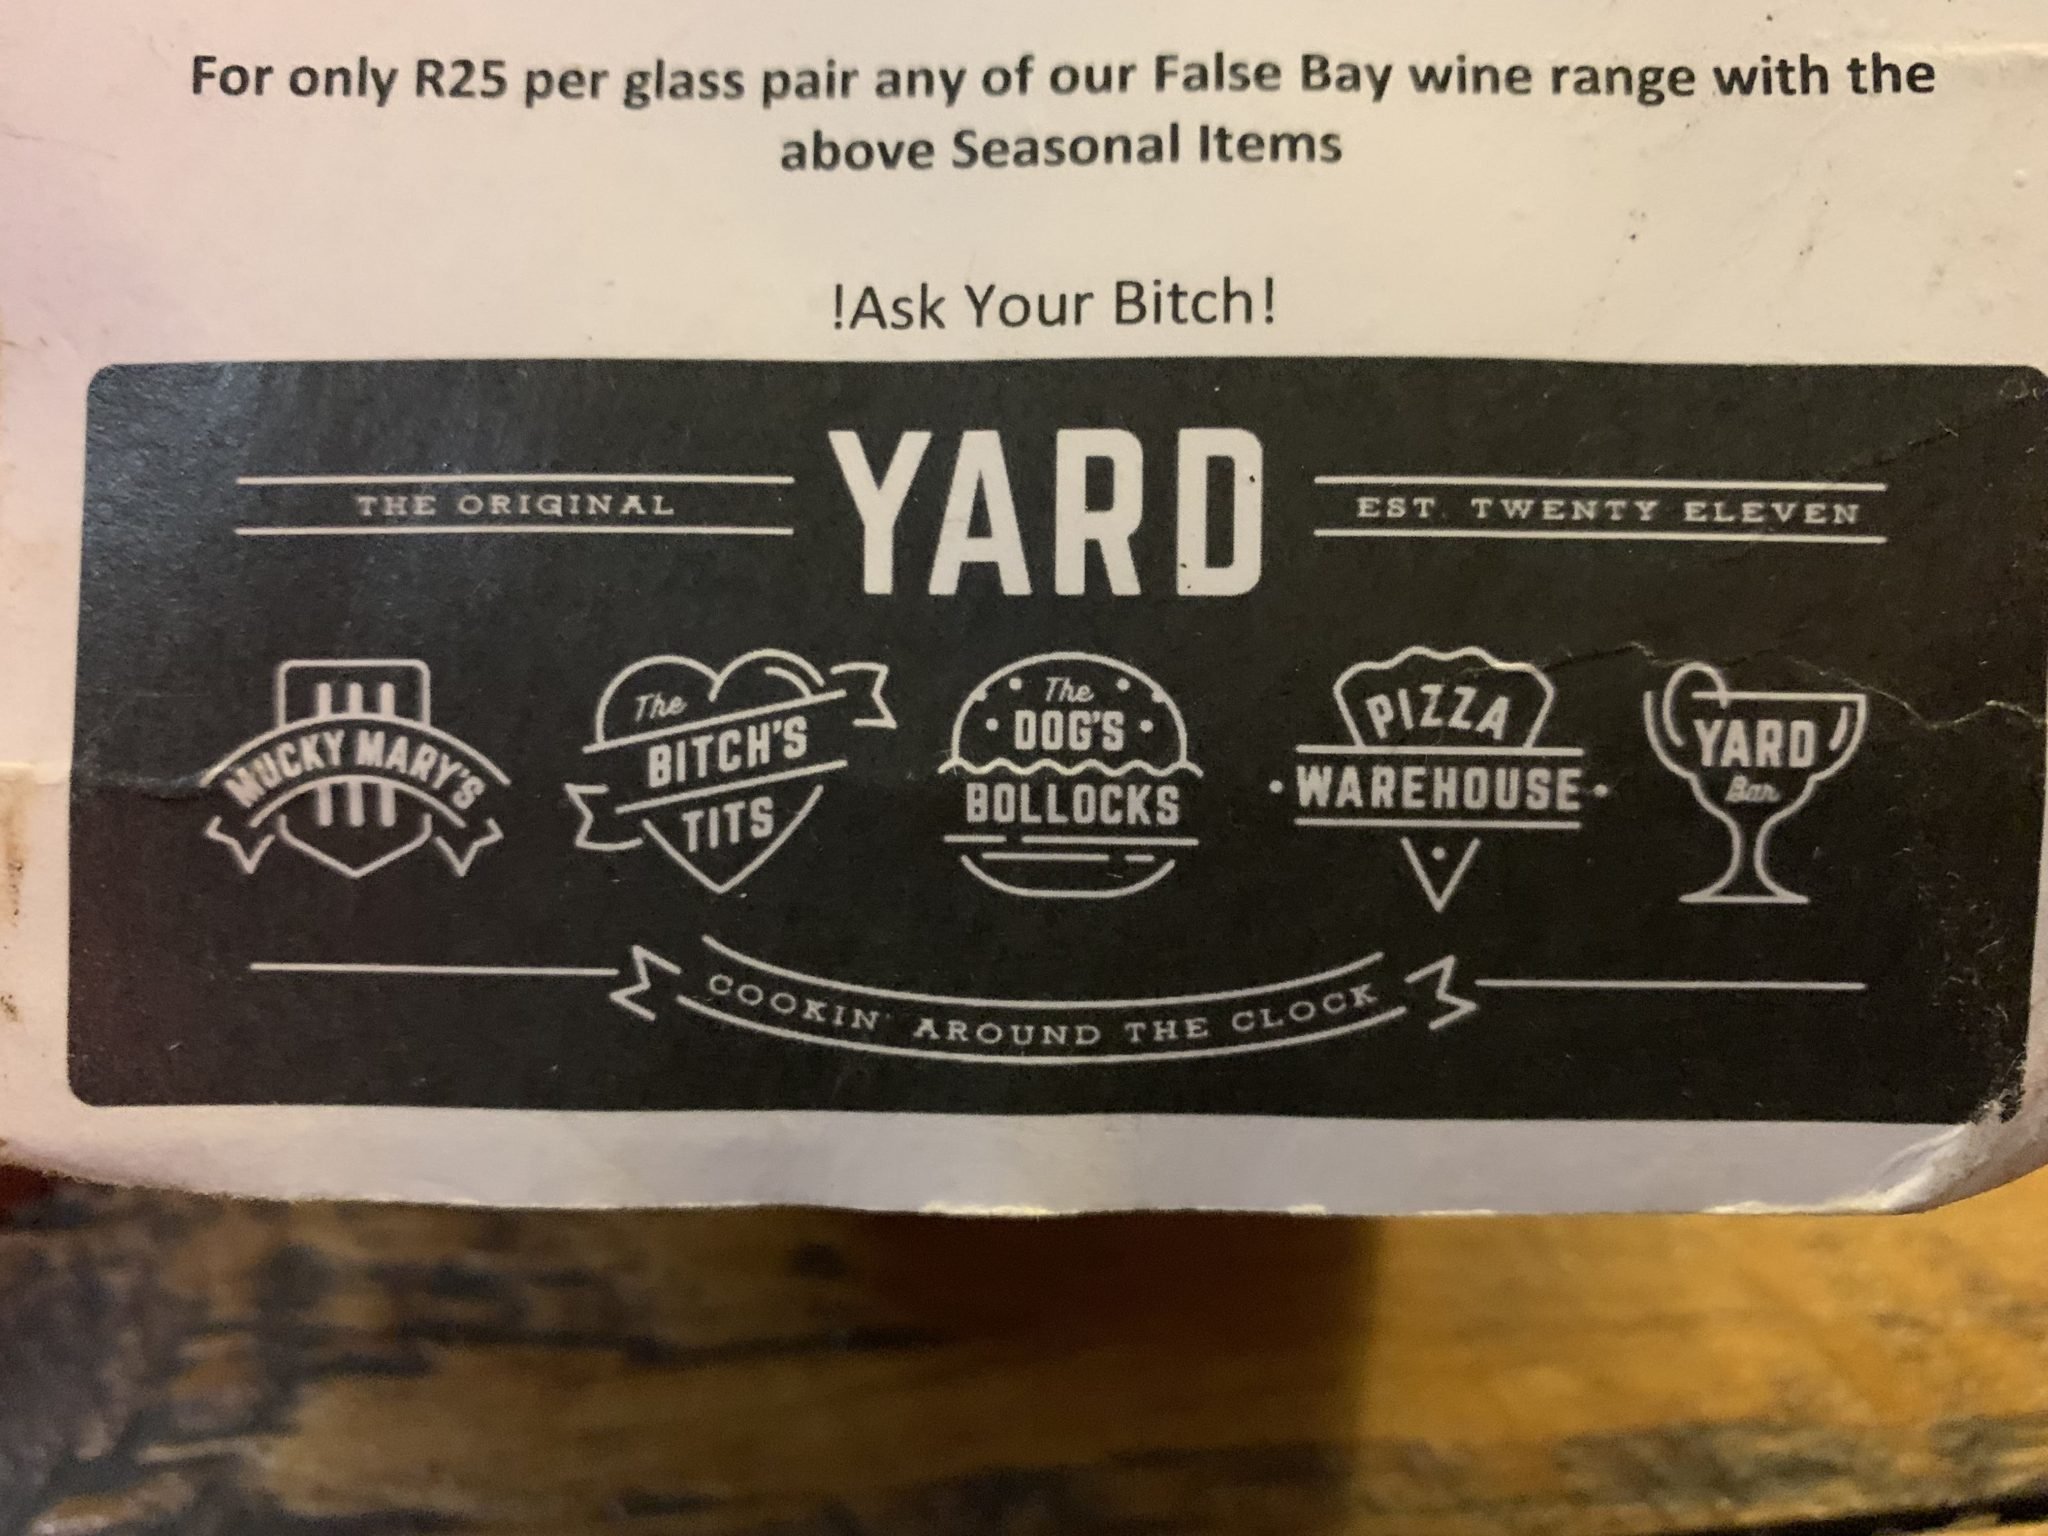 For only R25 per glass pair any of our False Bay wine range with the
above Seasonal Items
!Ask Your Bitch!
THE ORIGINAL
YARD
EST. TWENTY ELEVEN
MUCKY MARY'S
The
BITCH'S
TITS
The
DOG'S
BOLLOCKS
PIZZA
WAREHOUSE
YARD
Bar
COOKIN' AROUND THE CLOCK